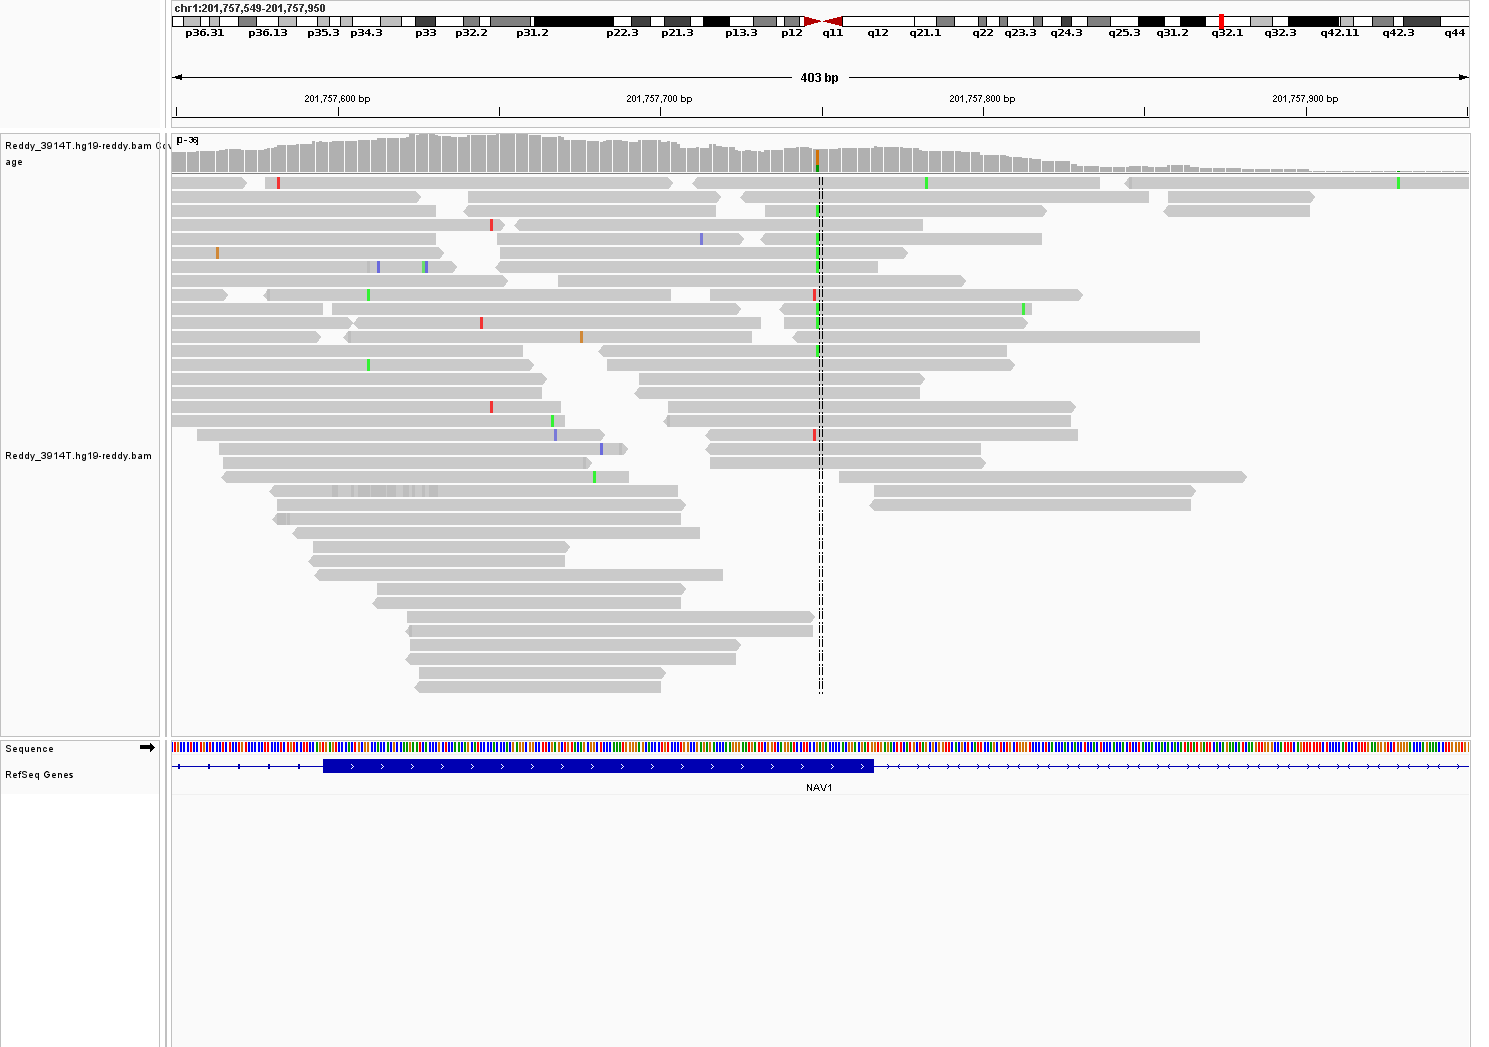 chr1:201,757,549-201,757,950
p36.31 p36.13 p35.3 p34.3 p33 p32.2 p31.2 p22.3 p21.3 p13.3 p12 q11 q12 q21.1 q22 q23.3 q24.3 q25.3 q31.2 q32.1 q32.3 q42.11 q42.3 q44
403 bp
201,757,600 bp 201,757,700 bp 201,757,800 bp 201,757,900 bp
[0-36]
Reddy_3914T.hg19-reddy.bam Cov
age
Reddy_3914T.hg19-reddy.bam
Sequence
RefSeq Genes
NAV1